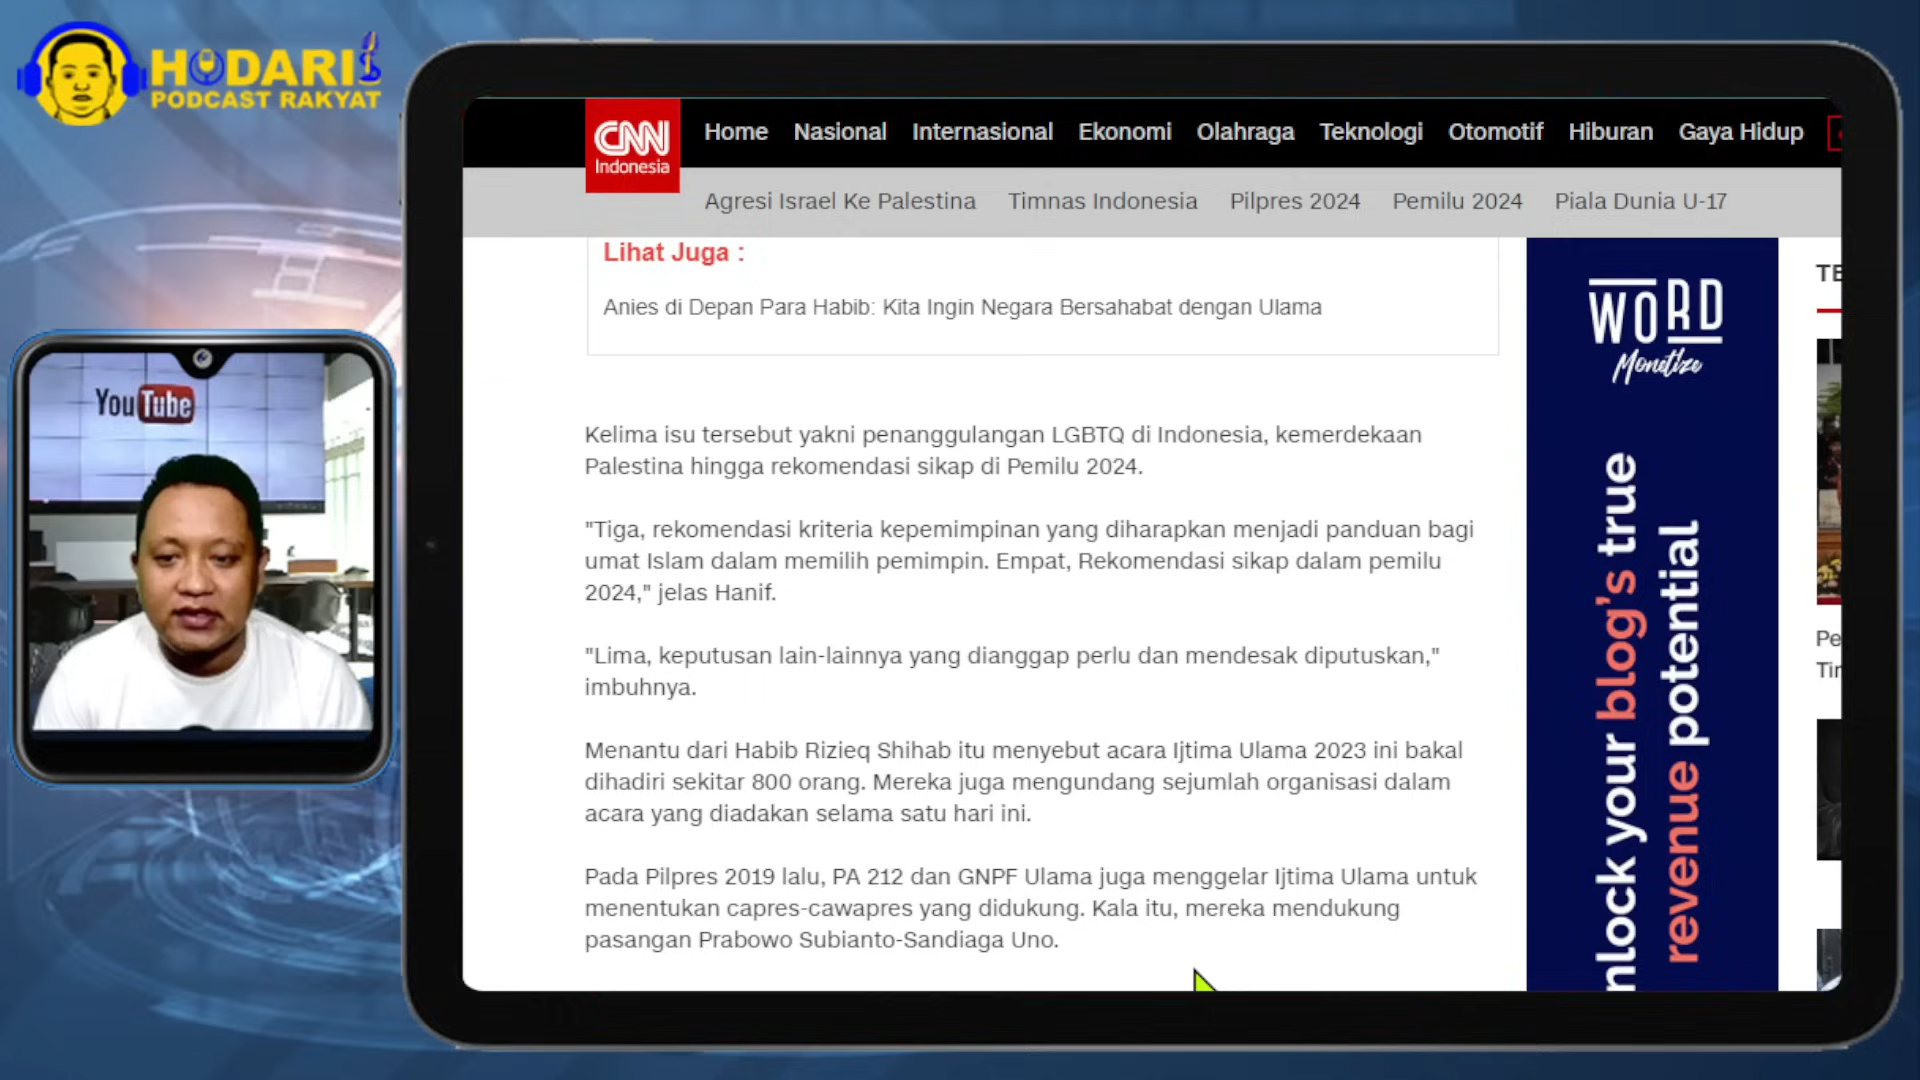 HODARI
PODCAST RAKYAT
YouTube
CNN
Indonesia
Home Nasional Internasional Ekonomi Olahraga Teknologi Otomotif Hiburan Gaya Hidup
Agresi Israel Ke Palestina Timnas Indonesia Pilpres 2024 Pemilu 2024 Piala Dunia U-17
Lihat Juga :
Anies di Depan Para Habib: Kita Ingin Negara Bersahabat dengan Ulama
Kelima isu tersebut yakni penanggulangan LGBTQ di Indonesia, kemerdekaan
Palestina hingga rekomendasi sikap di Pemilu 2024.
"Tiga, rekomendasi kriteria kepemimpinan yang diharapkan menjadi panduan bagi
umat Islam dalam memilih pemimpin. Empat, Rekomendasi sikap dalam pemilu
2024," jelas Hanif.
"Lima, keputusan lain-lainnya yang dianggap perlu dan mendesak diputuskan,"
imbuhnya.
Menantu dari Habib Rizieq Shihab itu menyebut acara Ijtima Ulama 2023 ini bakal
dihadiri sekitar 800 orang. Mereka juga mengundang sejumlah organisasi dalam
acara yang diadakan selama satu hari ini.
Pada Pilpres 2019 lalu, PA 212 dan GNPF Ulama juga menggelar Ijtima Ulama untuk
menentukan capres-cawapres yang didukung. Kala itu, mereka mendukung
pasangan Prabowo Subianto-Sandiaga Uno.
WORD
Monetize
nlock your blog's true
revenue potential
TE
Pe
Tir